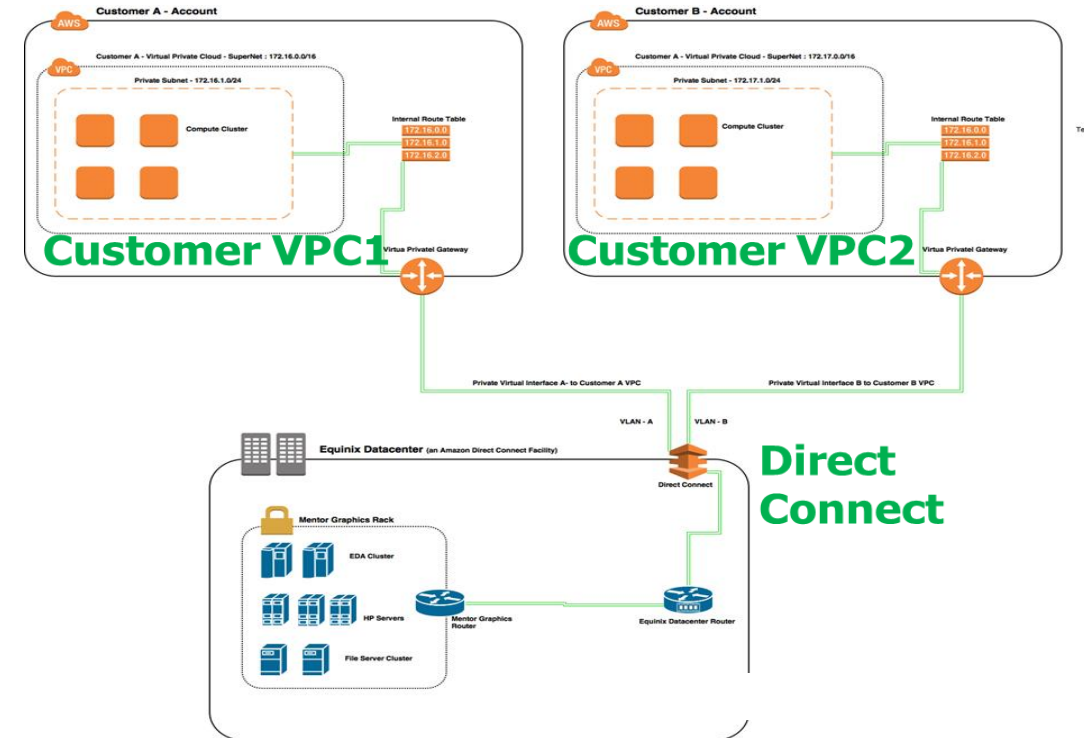 Customer A - Account
AWS
Customer A - Virtual Private Cloud - SuperNet : 172.16.0.0/16
VPC
Private Subnet - 172.16.1.0/24
Compute Cluster
Internal Route Table
172.16.0.0
172.16.1.0
172.16.2.0
Customer VPC1
Virtua Privatel Gateway
Customer B - Account
AWS
Customer A - Virtual Private Cloud - SuperNet : 172.17.0.0/16
VPC
Private Subnet - 172.17.1.0/24
Compute Cluster
Internal Route Table
172.16.0.0
172.16.1.0
172.16.2.0
Te
Customer VPC2
Virtua Privatel Gateway
Private Virtual Interface A- to Customer A VPC
Private Virtual Interface B to Customer B VPC
VLAN - A
VLAN - B
Equinix Datacenter (an Amazon Direct Connect Facility)
Direct Connect
Direct
Connect
Mentor Graphics Rack
EDA Cluster
HP Servers
File Server Cluster
Mentor Graphics
Router
Equinix Datacenter Router